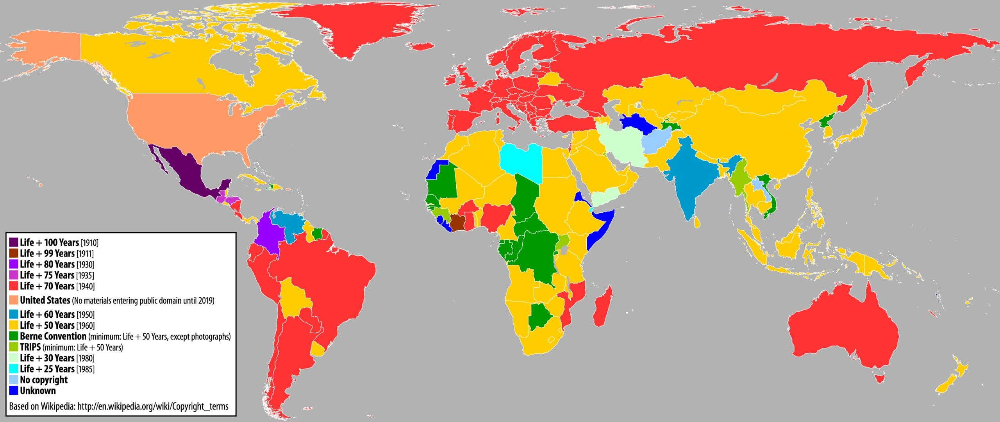 Life + 100 Years [1910]
Life + 99 Years [1911]
Life + 80 Years [1930]
Life + 75 Years [1935]
Life + 70 Years [1940]
United States (No materials entering public domain until 2019)
Life + 60 Years [1950]
Life + 50 Years [1960]
Berne Convention (minimum: Life + 50 Years, except photographs)
TRIPS (minimum: Life + 50 Years)
Life + 30 Years [1980]
Life + 25 Years [1985]
No copyright
Unknown
Based on Wikipedia: http://en.wikipedia.org/wiki/Copyright_terms